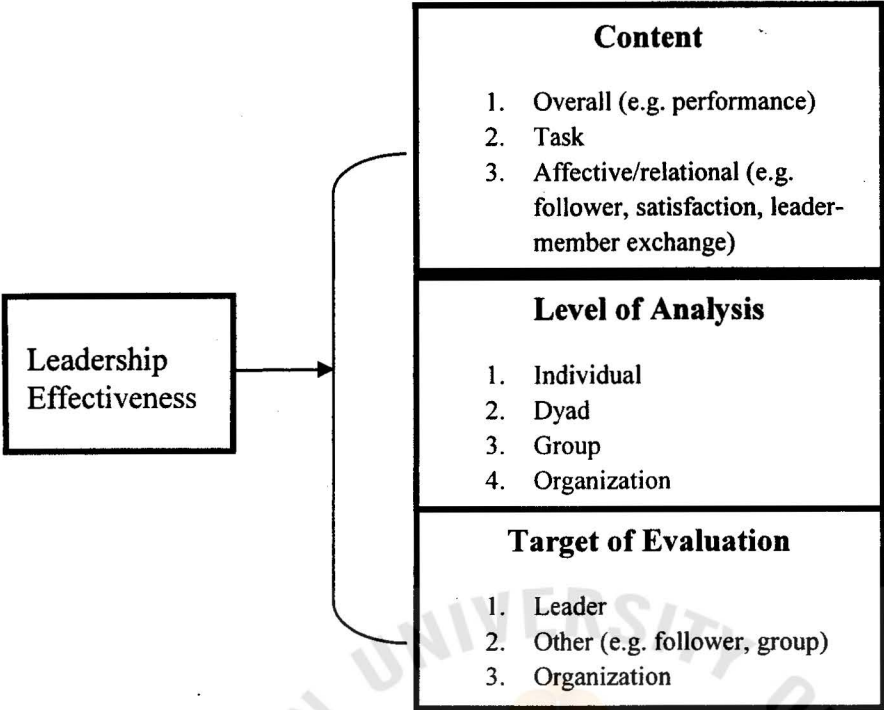 Content
1. Overall (e.g. performance)
2. Task
3. Affective/relational (e.g.
follower, satisfaction, leader-
member exchange)
Leadership
Effectiveness
Level of Analysis
1. Individual
2. Dyad
3. Group
4. Organization
Target of Evaluation
1. Leader
2. Other (e.g. follower, group)
3. Organization
UNIVERSITY